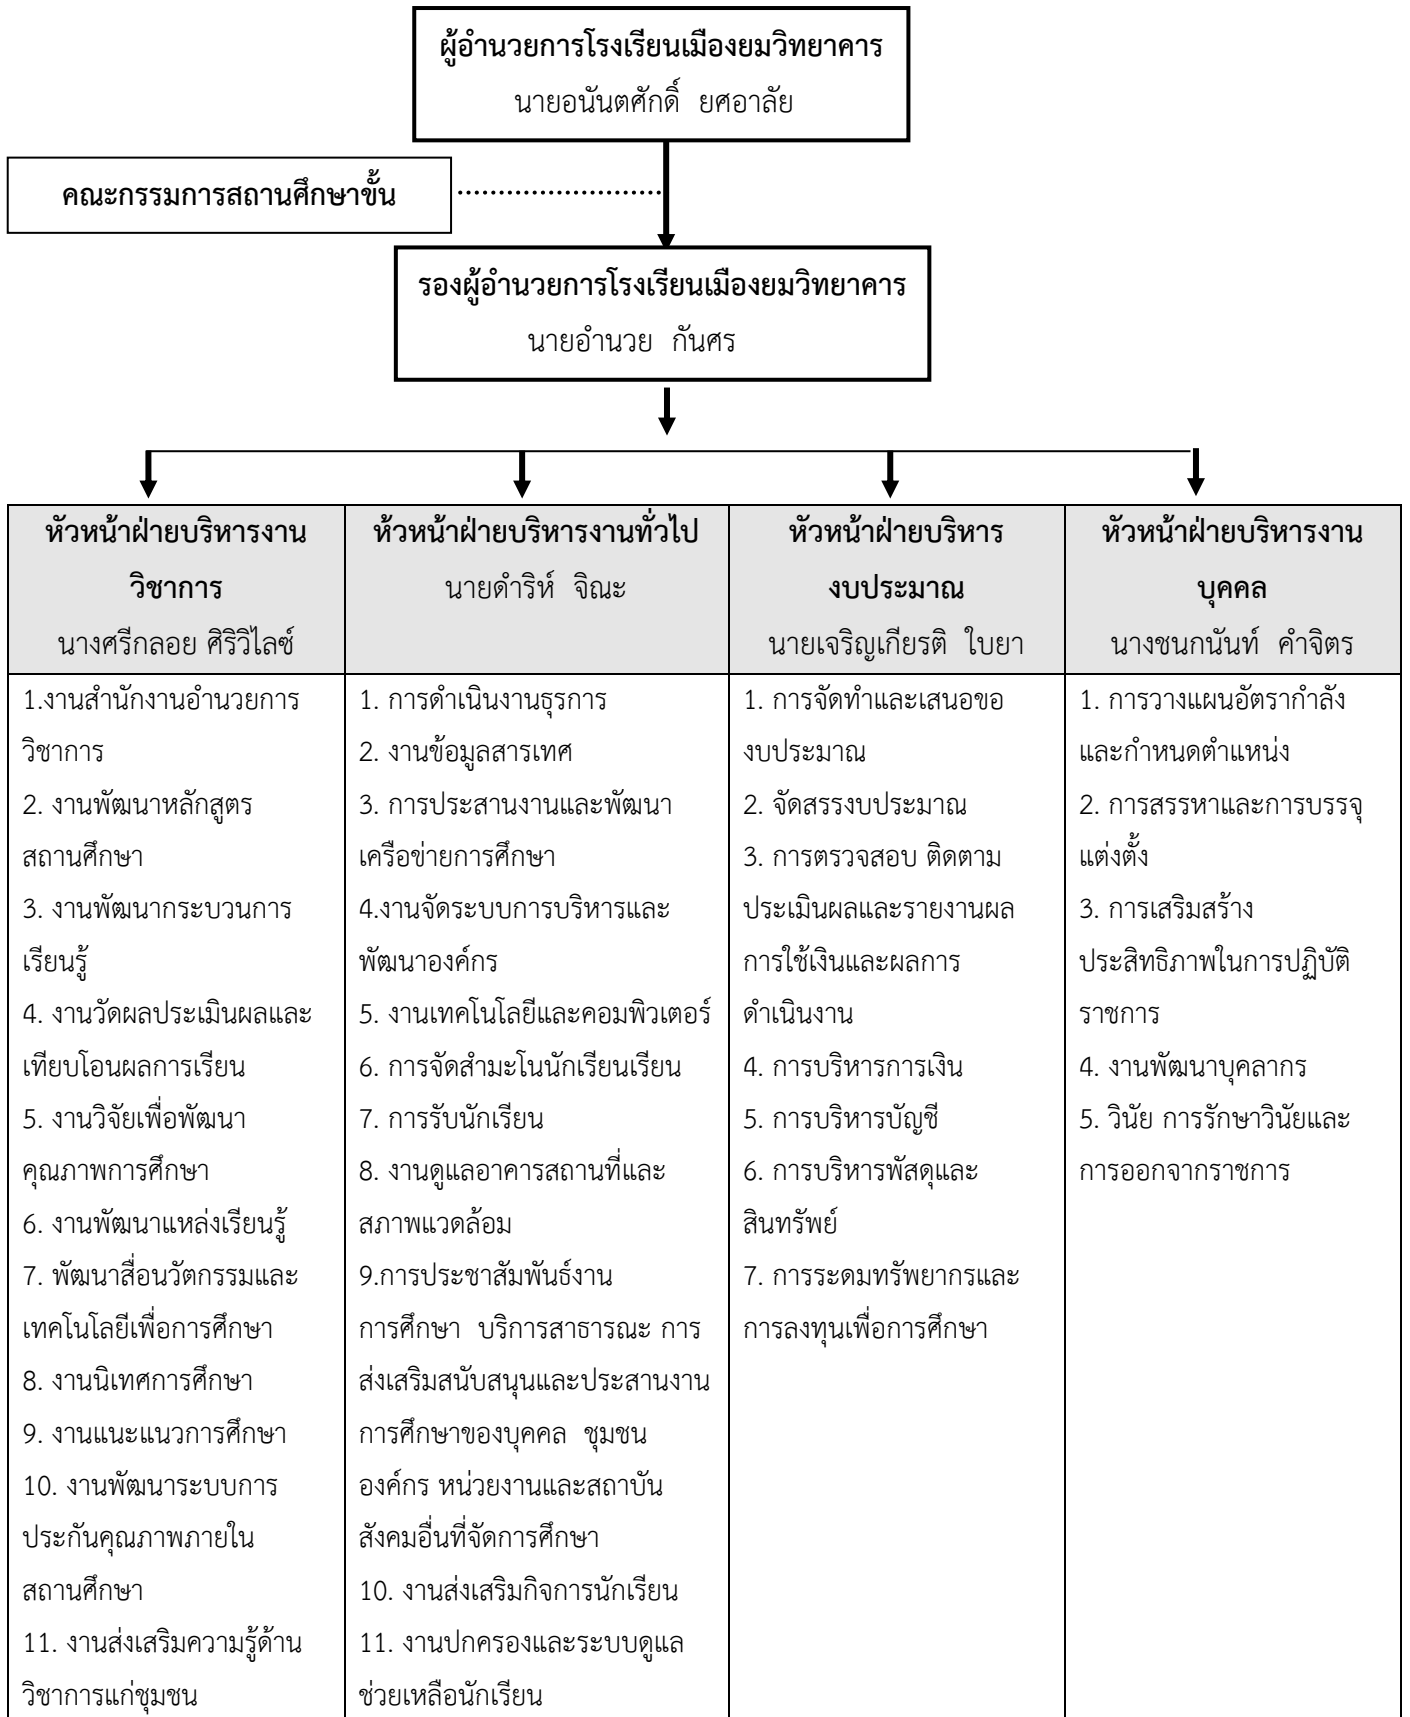 ผู้อำนวยการโรงเรียนเมืองยมวิทยาคาร
นายอนันตศักดิ์ ยศอาลัย
คณะกรรมการสถานศึกษาขั้น
รองผู้อำนวยการโรงเรียนเมืองยมวิทยาคาร
นายอำนวย กันศร
หัวหน้าฝ่ายบริหารงาน
วิชาการ
นางศรีกลอย ศิริวิไลซ์
ห้วหน้าฝ่ายบริหารงานทั่วไป
นายดำริห์ จิณะ
หัวหน้าฝ่ายบริหาร
งบประมาณ
นายเจริญเกียรติ ใบยา
หัวหน้าฝ่ายบริหารงาน
บุคคล
นางชนกนันท์ คำจิตร
1.งานสำนักงานอำนวยการ
วิชาการ
2. งานพัฒนาหลักสูตร
สถานศึกษา
3. งานพัฒนากระบวนการ
เรียนรู้
4. งานวัดผลประเมินผลและ
เทียบโอนผลการเรียน
5. งานวิจัยเพื่อพัฒนา
คุณภาพการศึกษา
6. งานพัฒนาแหล่งเรียนรู้
7. พัฒนาสื่อนวัตกรรมและ
เทคโนโลยีเพื่อการศึกษา
8. งานนิเทศการศึกษา
9. งานแนะแนวการศึกษา
10. งานพัฒนาระบบการ
ประกันคุณภาพภายใน
สถานศึกษา
11. งานส่งเสริมความรู้ด้าน
วิชาการแก่ชุมชน
1. การดำเนินงานธุรการ
2. งานข้อมูลสารเทศ
3. การประสานงานและพัฒนา
เครือข่ายการศึกษา
4.งานจัดระบบการบริหารและ
พัฒนาองค์กร
5. งานเทคโนโลยีและคอมพิวเตอร์
6. การจัดสำมะโนนักเรียนเรียน
7. การรับนักเรียน
8. งานดูแลอาคารสถานที่และ
สภาพแวดล้อม
9.การประชาสัมพันธ์งาน
การศึกษา บริการสาธารณะ การ
ส่งเสริมสนับสนุนและประสานงาน
การศึกษาของบุคคล ชุมชน
องค์กร หน่วยงานและสถาบัน
สังคมอื่นที่จัดการศึกษา
10. งานส่งเสริมกิจการนักเรียน
11. งานปกครองและระบบดูแล
ช่วยเหลือนักเรียน
1. การจัดทำและเสนอขอ
งบประมาณ
2. จัดสรรงบประมาณ
3. การตรวจสอบ ติดตาม
ประเมินผลและรายงานผล
การใช้เงินและผลการ
ดำเนินงาน
4. การบริหารการเงิน
5. การบริหารบัญชี
6. การบริหารพัสดุและ
สินทรัพย์
7. การระดมทรัพยากรและ
การลงทุนเพื่อการศึกษา
1. การวางแผนอัตรากำลัง
และกำหนดตำแหน่ง
2. การสรรหาและการบรรจุ
แต่งตั้ง
3. การเสริมสร้าง
ประสิทธิภาพในการปฏิบัติ
ราชการ
4. งานพัฒนาบุคลากร
5. วินัย การรักษาวินัยและ
การออกจากราชการ